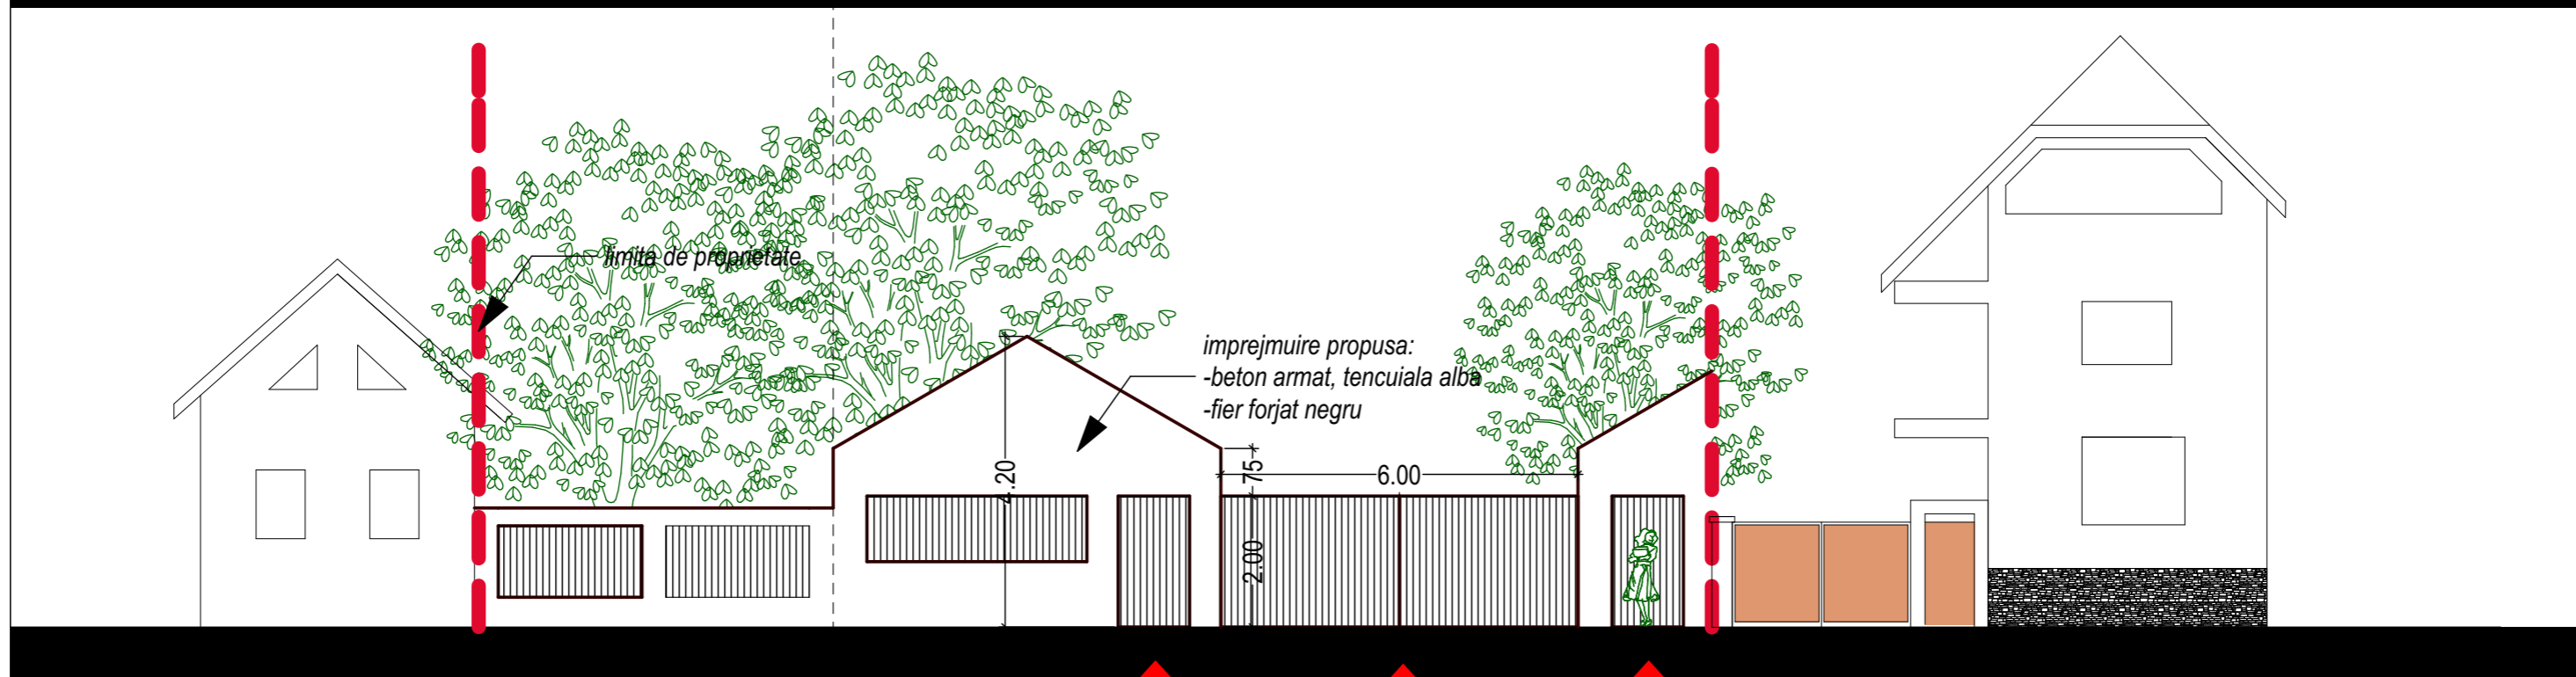 limita de proprietate
imprejmuire propusa:
-beton armat, tencuiala alba
-fier forjat negru
4.20
75
6.00
2.00